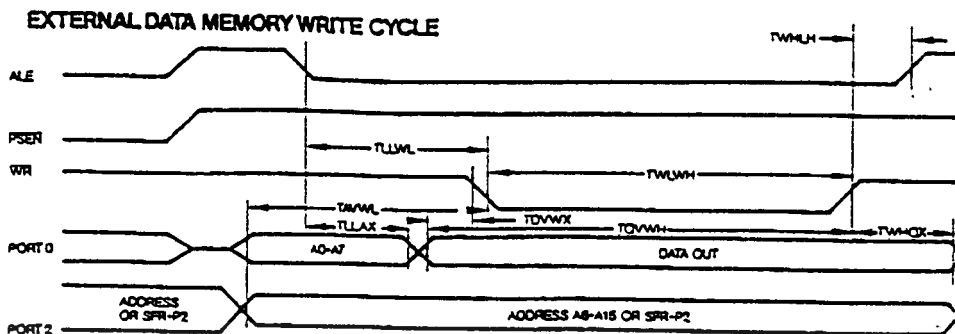 EXTERNAL DATA MEMORY WRITE CYCLE
TWHLH
ALE
PSEN
TLLWL
WR
TWLWH
TAVWL
TQVWX
TLLAX
TQVWH
TWHQX
PORT 0
A0-A7
DATA OUT
ADDRESS
OR SFR-P2
ADDRESS A8-A15 OR SFR-P2
PORT 2